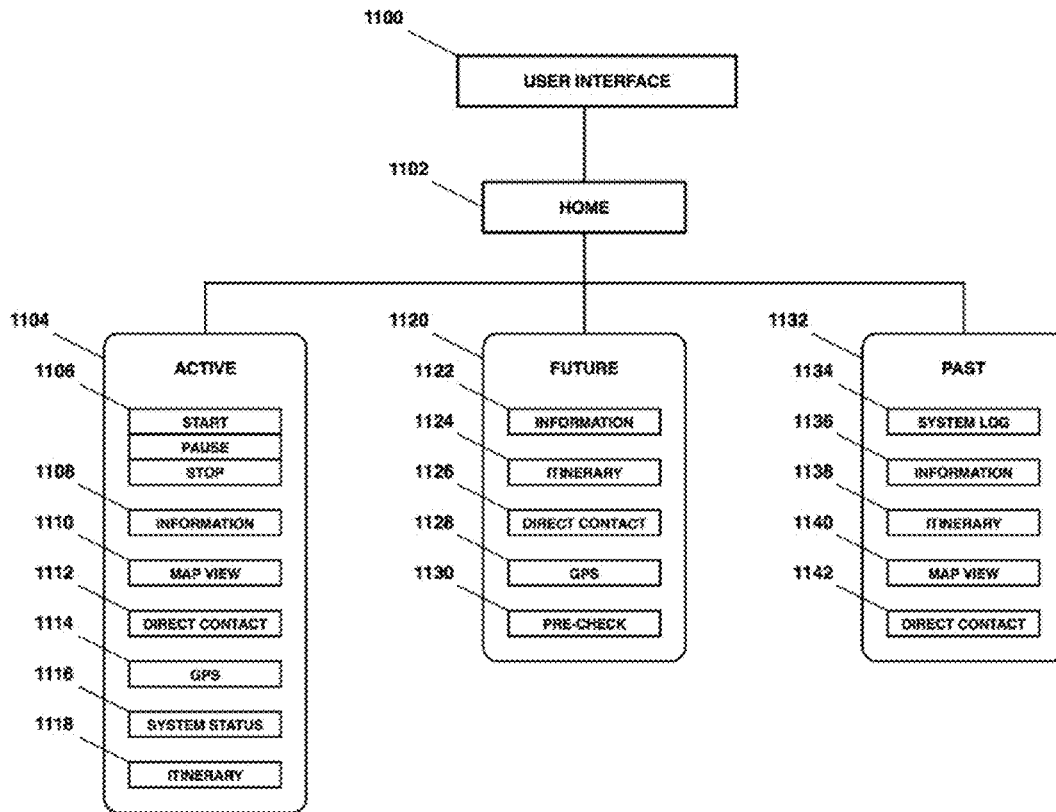 1100
USER INTERFACE
1102
HOME
1104
ACTIVE
1106
START
PAUSE
STOP
1108
INFORMATION
1110
MAP VIEW
1112
DIRECT CONTACT
1114
GPS
1116
SYSTEM STATUS
1118
ITINERARY
1120
FUTURE
1122
INFORMATION
1124
ITINERARY
1126
DIRECT CONTACT
1128
GPS
1130
PRE-CHECK
1132
PAST
1134
SYSTEM LOG
1136
INFORMATION
1138
ITINERARY
1140
MAP VIEW
1142
DIRECT CONTACT